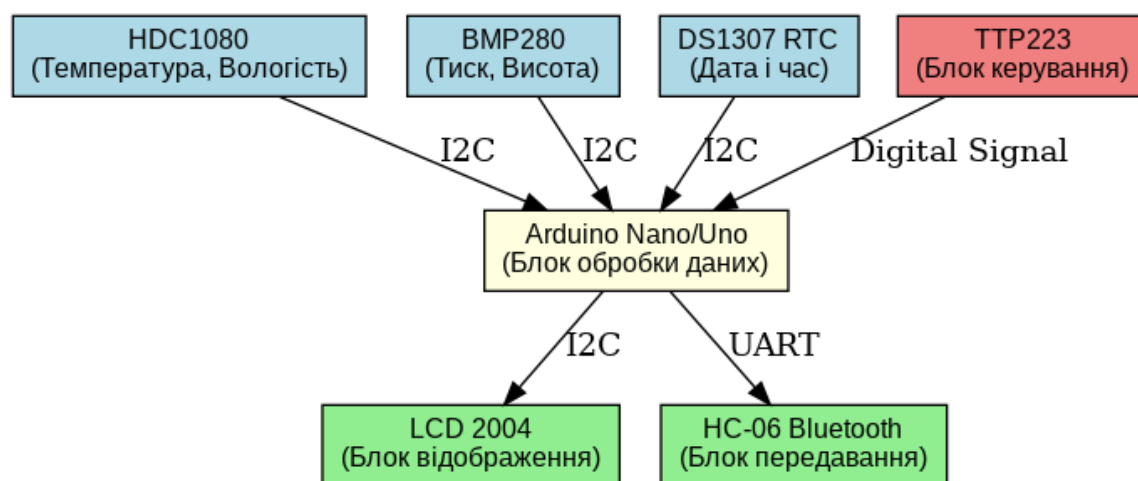 HDC1080
(Температура, Вологість)
BMP280
(Тиск, Висота)
DS1307 RTC
(Дата і час)
TTP223
(Блок керування)
I2C
I2C
I2C
Digital Signal
Arduino Nano/Uno
(Блок обробки даних)
I2C
UART
LCD 2004
(Блок відображення)
HC-06 Bluetooth
(Блок передавання)